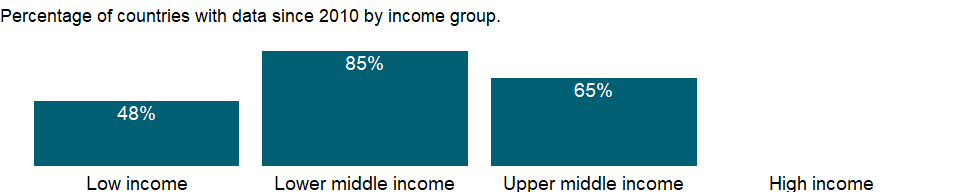 Percentage of countries with data since 2010 by income group.
85%
65%
48%
Low income Lower middle income Upper middle income High income